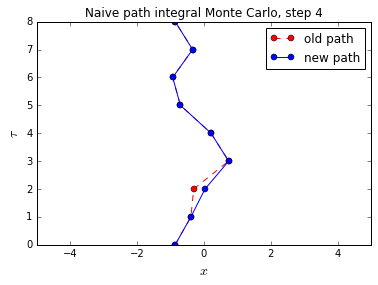 Naive path integral Monte Carlo, step 4
old path
new path
8
7
6
5
4
3
2
1
0
τ
−4 −2 0 2 4
x